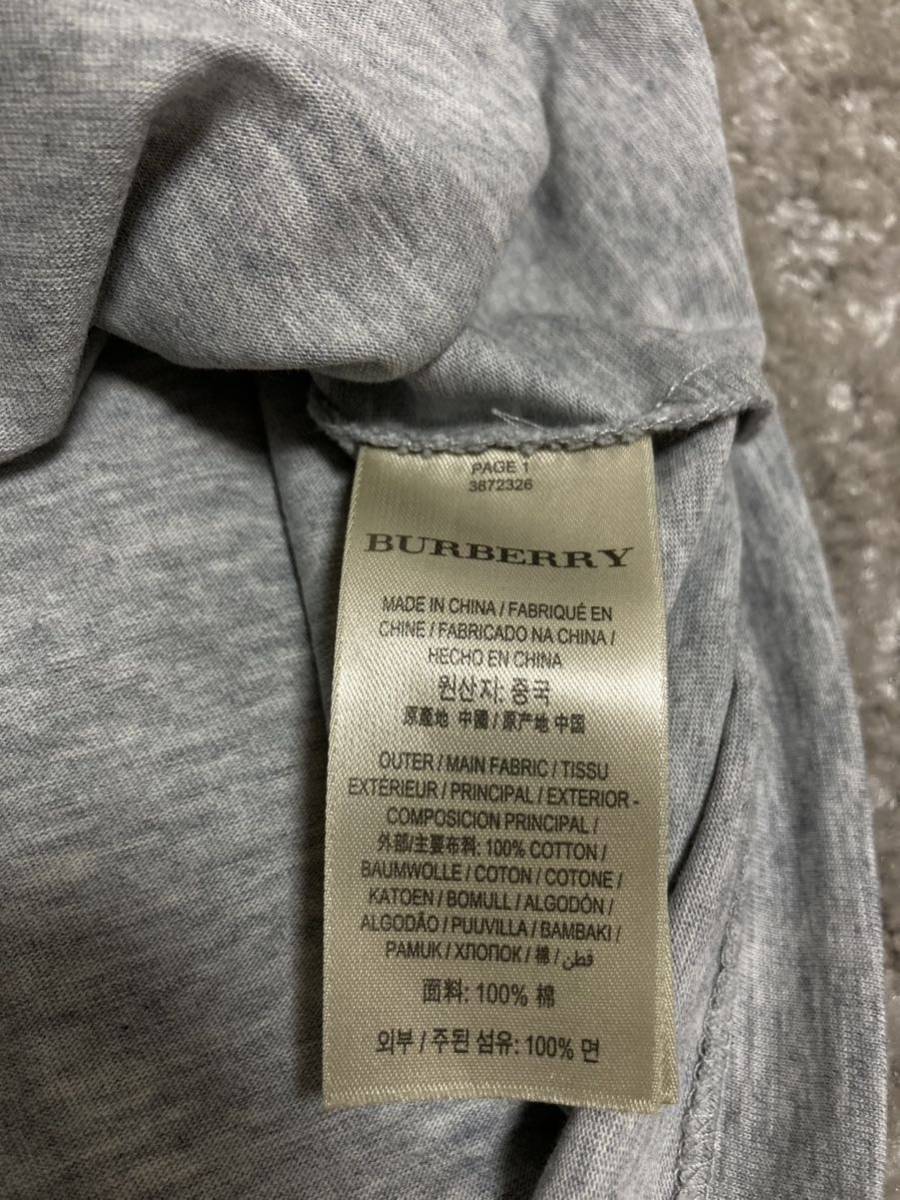 PAGE 1
3872326
BURBERRY
MADE IN CHINA / FABRIQUÉ EN
CHINE / FABRICADO NA CHINA /
HECHO EN CHINA
원산지: 중국
原產地 中國 / 原产地 中国
OUTER / MAIN FABRIC / TISSU
EXTÉRIEUR / PRINCIPAL / EXTERIOR -
COMPOSICION PRINCIPAL /
外部/主要布料: 100% COTTON /
BAUMWOLLE / COTON / COTONE /
KATOEN / BOMULL / ALGODÓN /
ALGODÃO / PUUVILLA / BAMBAKI /
PAMUK / ХЛОПОК / 棉 / قطن
面料: 100% 棉
외부 / 주된 섬유: 100% 면